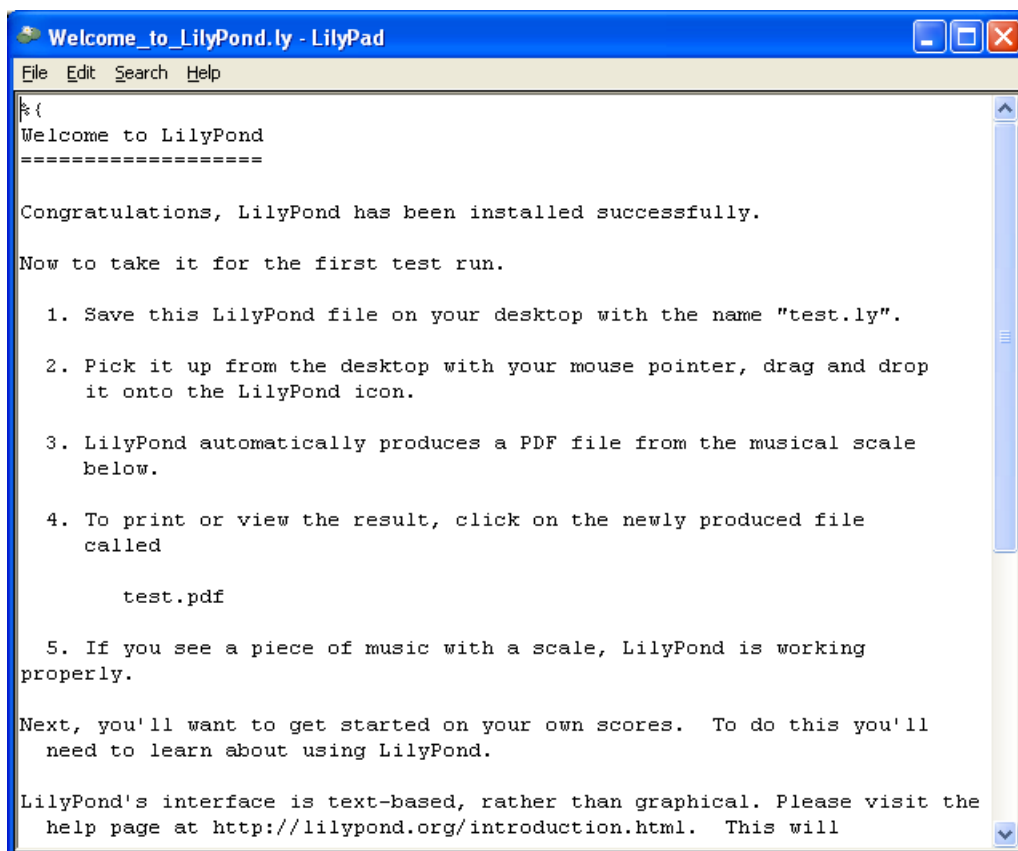 Welcome_to_LilyPond.ly - LilyPad
File Edit Search Help
%{
Welcome to LilyPond
===================
Congratulations, LilyPond has been installed successfully.
Now to take it for the first test run.
1. Save this LilyPond file on your desktop with the name "test.ly".
2. Pick it up from the desktop with your mouse pointer, drag and drop
it onto the LilyPond icon.
3. LilyPond automatically produces a PDF file from the musical scale
below.
4. To print or view the result, click on the newly produced file
called
test.pdf
5. If you see a piece of music with a scale, LilyPond is working
properly.
Next, you'll want to get started on your own scores.  To do this you'll
need to learn about using LilyPond.
LilyPond's interface is text-based, rather than graphical. Please visit the
help page at http://lilypond.org/introduction.html.  This will